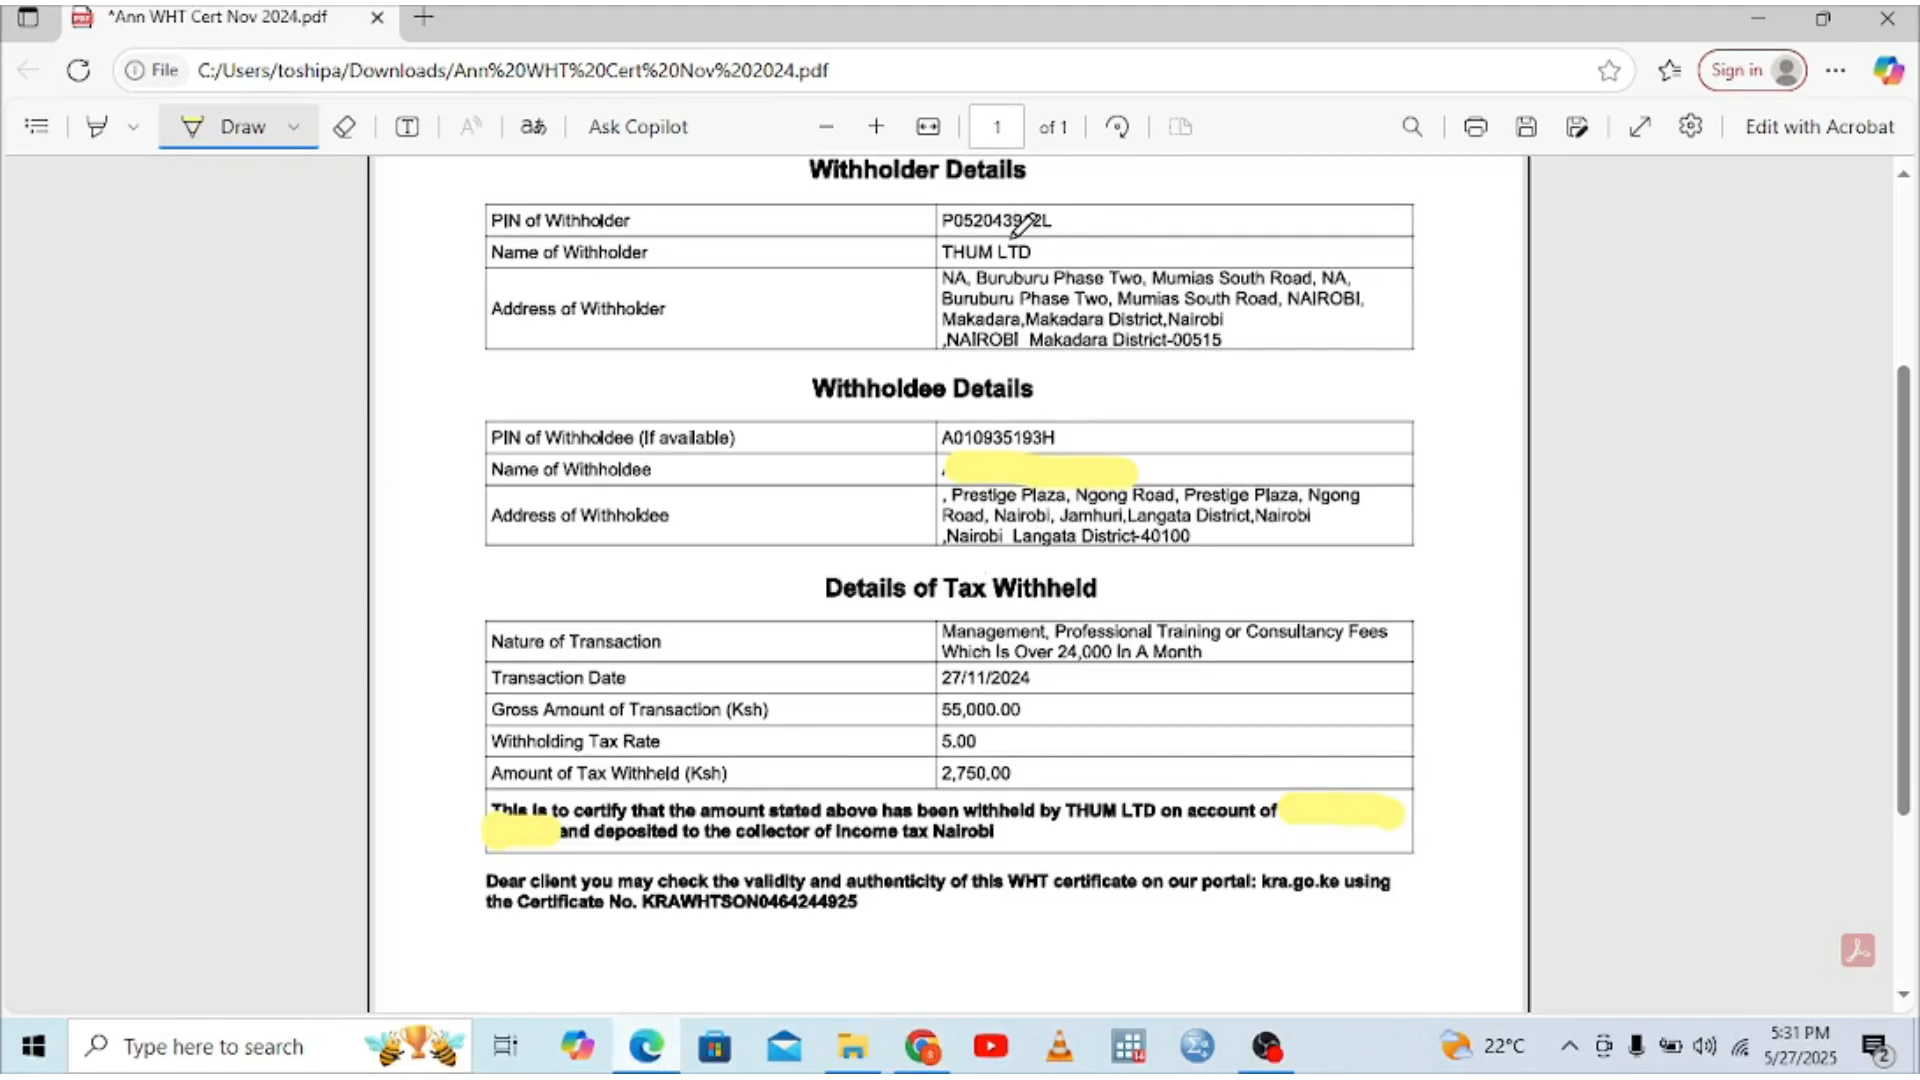 *Ann WHT Cert Nov 2024.pdf
File C:/Users/toshipa/Downloads/Ann%20WHT%20Cert%20Nov%202024.pdf Sign in
Draw Ask Copilot 1 of 1 Edit with Acrobat
Withholder Details
PIN of Withholder
Name of Withholder THUM LTD
Address of Withholder
NA, Buruburu Phase Two, Mumias South Road, NA,
Buruburu Phase Two, Mumias South Road, NAIROBI,
Makadara,Makadara District,Nairobi
,NAIROBI Makadara District-00515
Withholdee Details
PIN of Withholdee (If available) A010935193H
Name of Withholdee
Address of Withholdee
, Prestige Plaza, Ngong Road, Prestige Plaza, Ngong
Road, Nairobi, Jamhuri,Langata District,Nairobi
,Nairobi Langata District-40100
Details of Tax Withheld
Nature of Transaction
Management, Professional Training or Consultancy Fees
Which Is Over 24,000 In A Month
Transaction Date 27/11/2024
Gross Amount of Transaction (Ksh) 55,000.00
Withholding Tax Rate 5.00
Amount of Tax Withheld (Ksh) 2,750.00
This is to certify that the amount stated above has been withheld by THUM LTD on account of
and deposited to the collector of Income tax Nairobi
Dear client you may check the validity and authenticity of this WHT certificate on our portal: kra.go.ke using
the Certificate No. KRAWHTSON0464244925
Type here to search 22°C 5:31 PM
5/27/2025